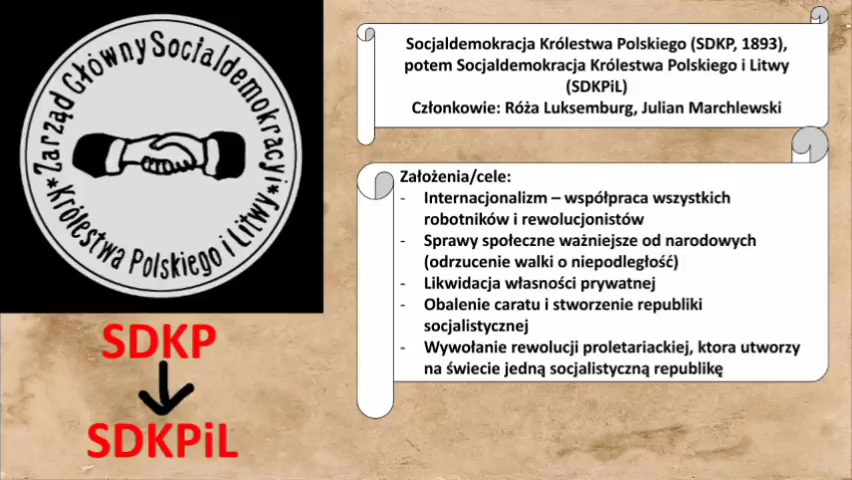 Zarząd Główny Socjaldemokracyi
*Królestwa Polskiego i Litwy*
SDKP
SDKPiL
Socjaldemokracja Królestwa Polskiego (SDKP, 1893),
potem Socjaldemokracja Królestwa Polskiego i Litwy
(SDKPiL)
Członkowie: Róża Luksemburg, Julian Marchlewski
Założenia/cele:
- Internacjonalizm – współpraca wszystkich
robotników i rewolucjonistów
- Sprawy społeczne ważniejsze od narodowych
(odrzucenie walki o niepodległość)
- Likwidacja własności prywatnej
- Obalenie caratu i stworzenie republiki
socjalistycznej
- Wywołanie rewolucji proletariackiej, ktora utworzy
na świecie jedną socjalistyczną republikę